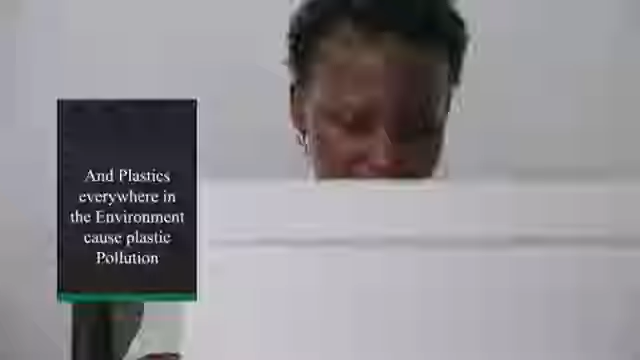 And Plastics
everywhere in
the Environment
cause plastic
Pollution